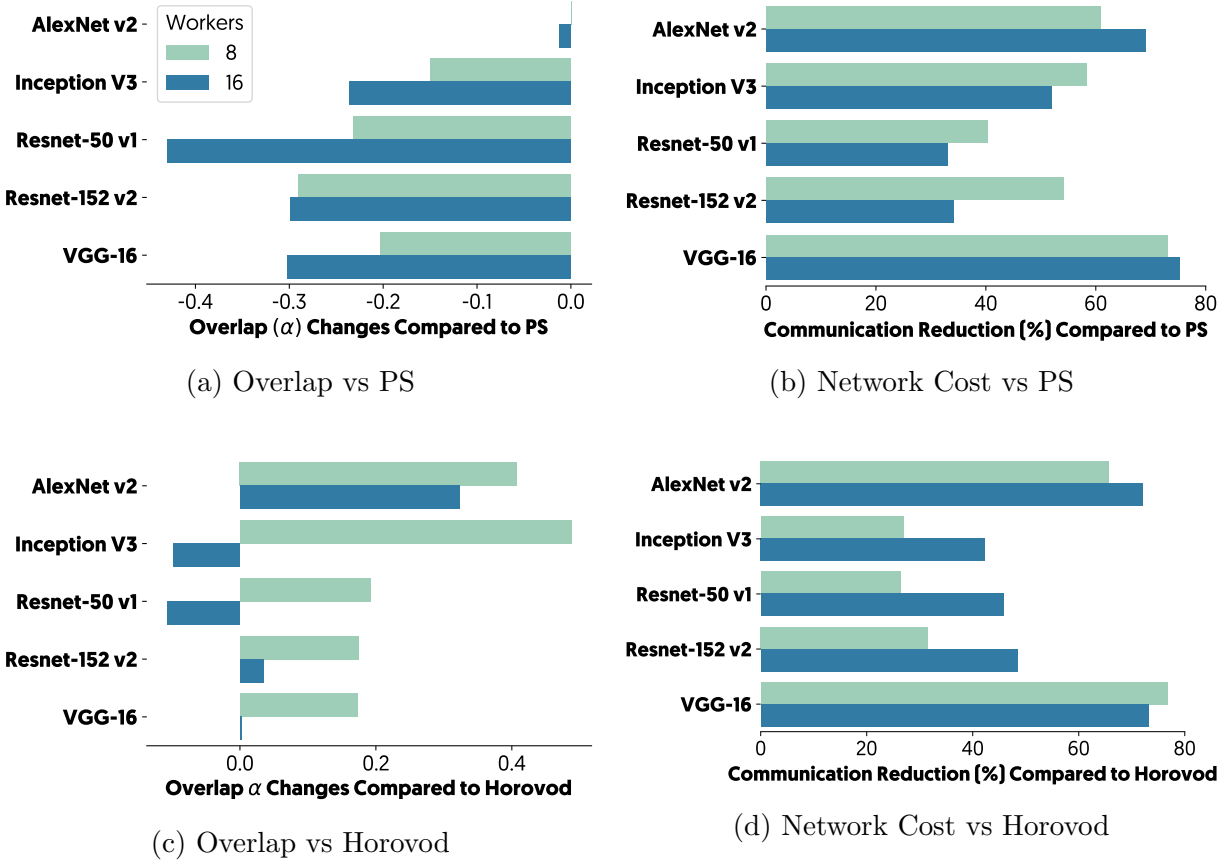 Workers
8
16
AlexNet v2
Inception V3
Resnet-50 v1
Resnet-152 v2
VGG-16
-0.4 -0.3 -0.2 -0.1 0.0
Overlap (α) Changes Compared to PS
(a) Overlap vs PS
AlexNet v2
Inception V3
Resnet-50 v1
Resnet-152 v2
VGG-16
0 20 40 60 80
Communication Reduction (%) Compared to PS
(b) Network Cost vs PS
AlexNet v2
Inception V3
Resnet-50 v1
Resnet-152 v2
VGG-16
0.0 0.2 0.4
Overlap α Changes Compared to Horovod
(c) Overlap vs Horovod
AlexNet v2
Inception V3
Resnet-50 v1
Resnet-152 v2
VGG-16
0 20 40 60 80
Communication Reduction (%) Compared to Horovod
(d) Network Cost vs Horovod